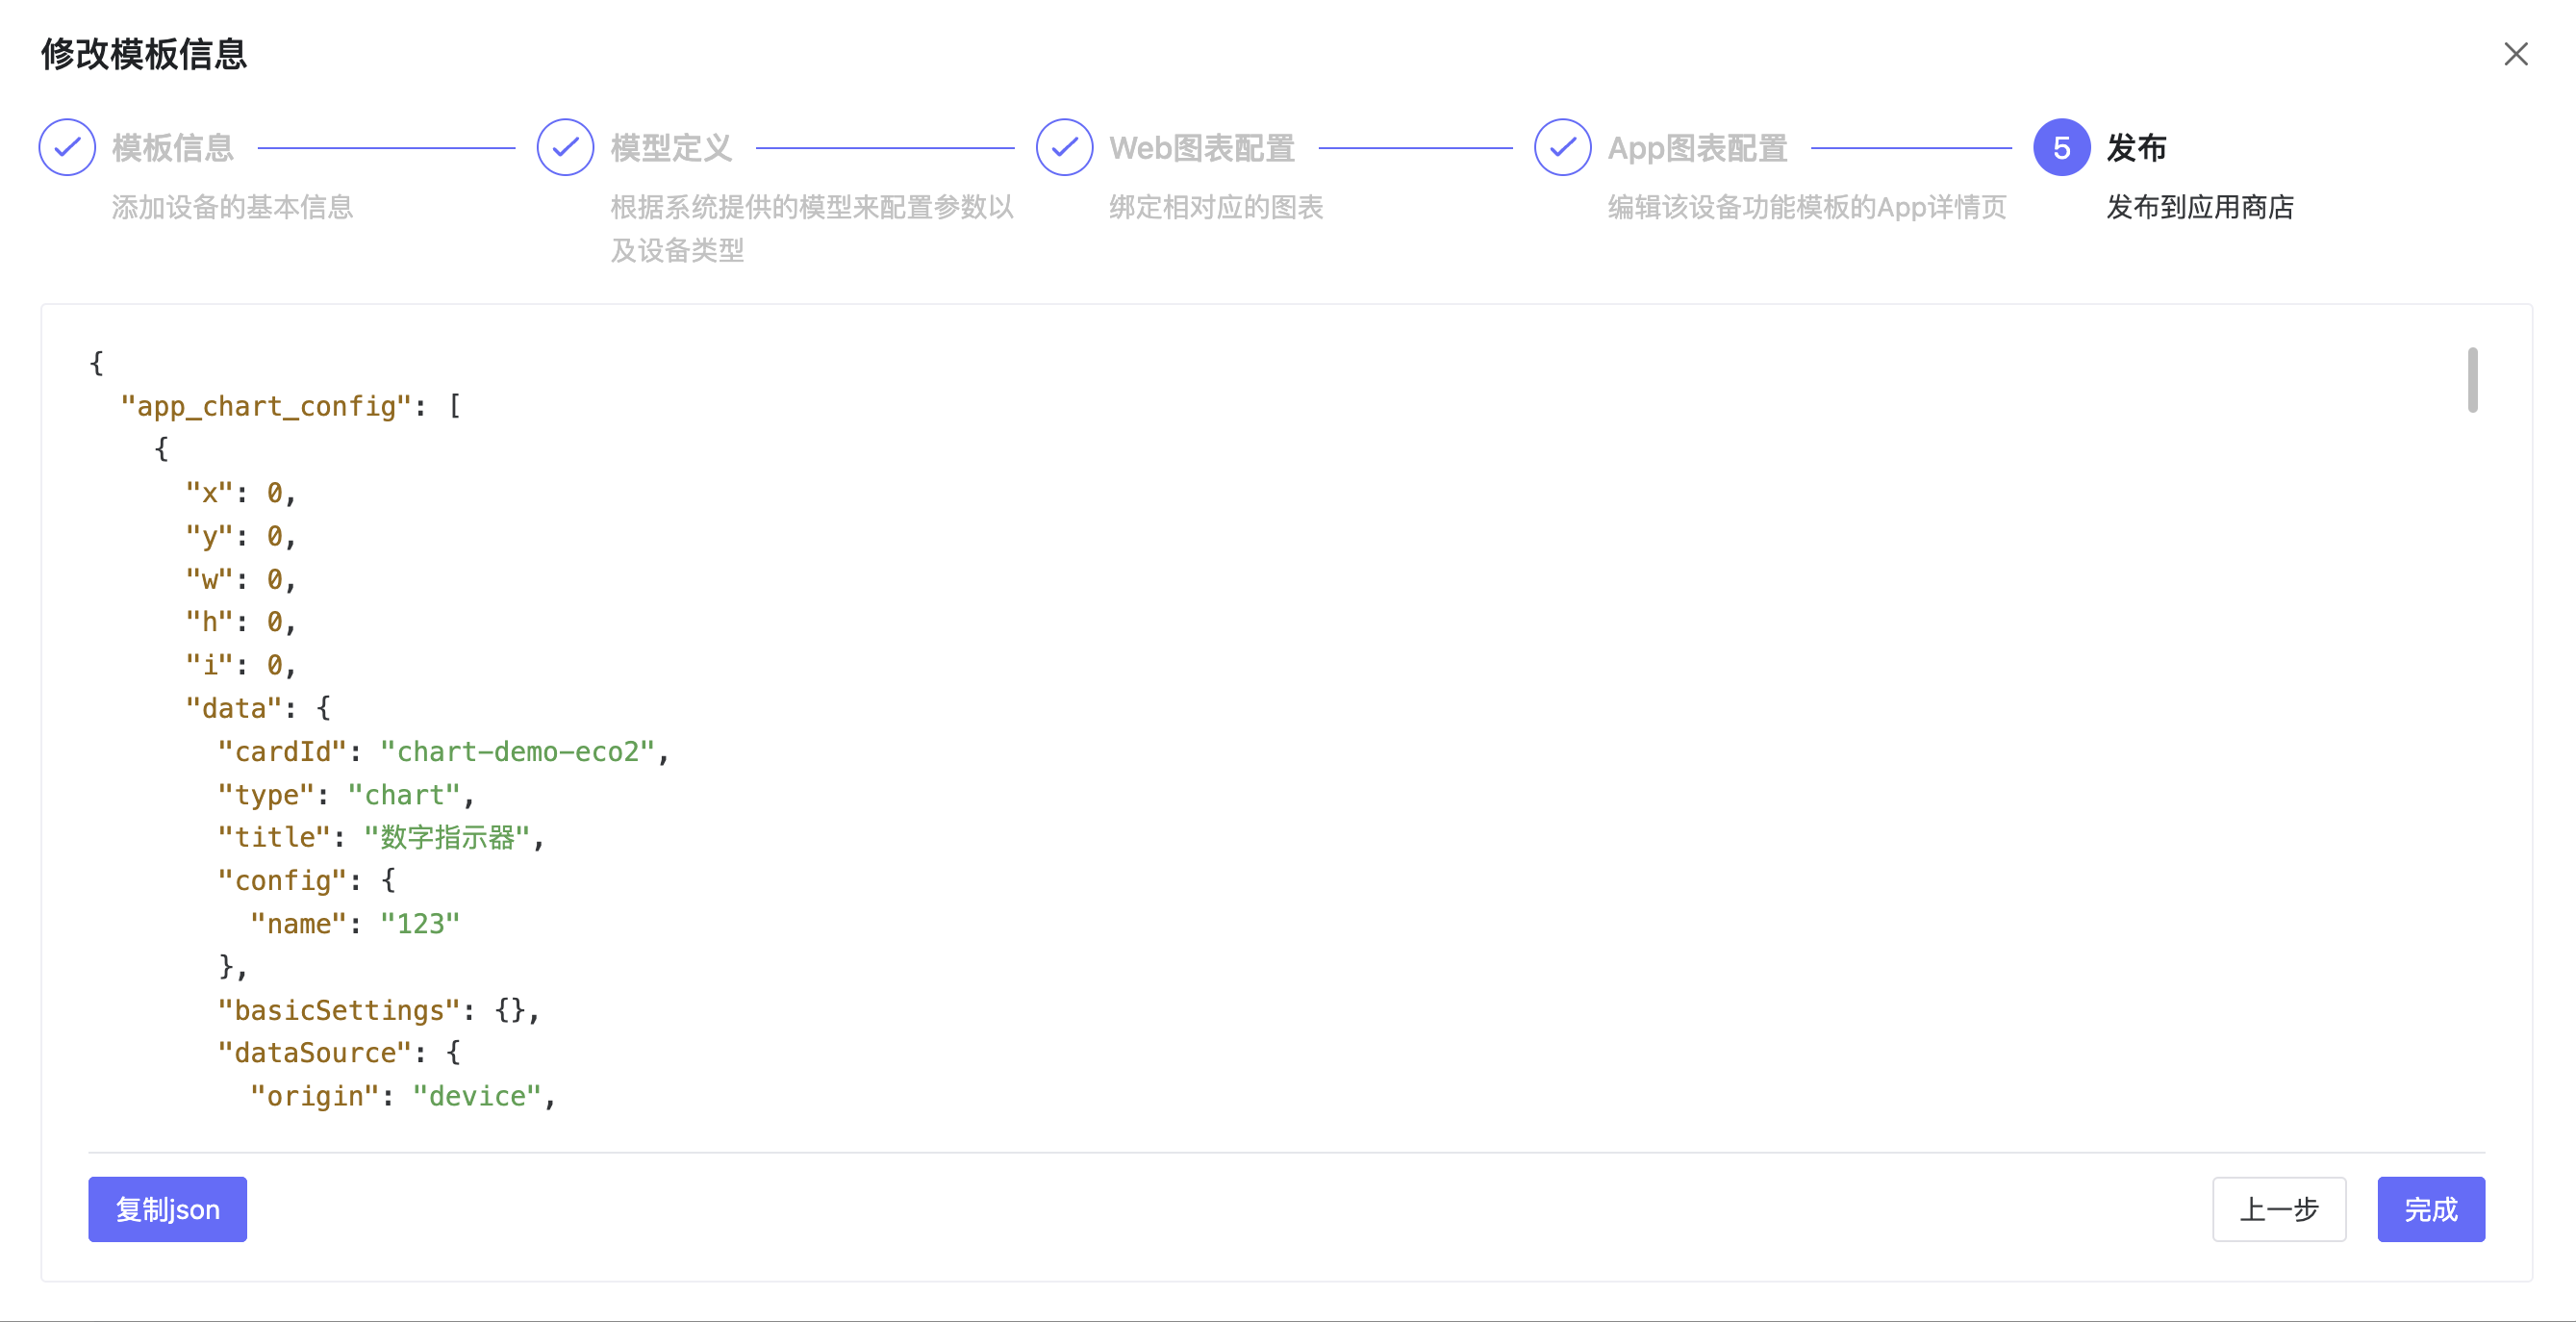 修改模板信息
模板信息
添加设备的基本信息
模型定义
根据系统提供的模型来配置参数以
及设备类型
Web图表配置
绑定相对应的图表
App图表配置
编辑该设备功能模板的App详情页
5 发布
发布到应用商店
{
  "app_chart_config": [
    {
      "x": 0,
      "y": 0,
      "w": 0,
      "h": 0,
      "i": 0,
      "data": {
        "cardId": "chart-demo-eco2",
        "type": "chart",
        "title": "数字指示器",
        "config": {
          "name": "123"
        },
        "basicSettings": {},
        "dataSource": {
          "origin": "device",
复制json
上一步
完成